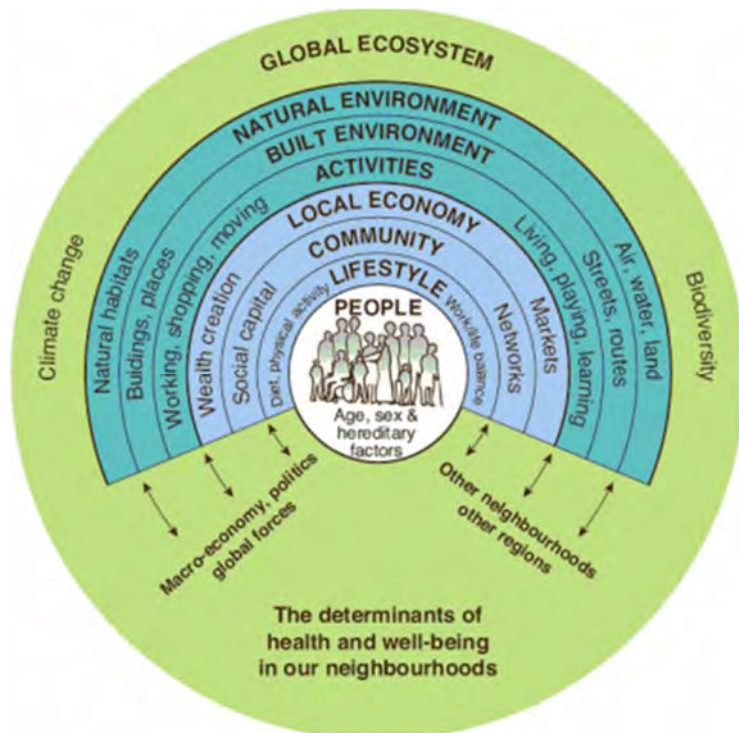 GLOBAL ECOSYSTEM
NATURAL ENVIRONMENT
BUILT ENVIRONMENT
ACTIVITIES
LOCAL ECONOMY
COMMUNITY
LIFESTYLE
PEOPLE
Age, sex &
hereditary
factors
Climate change
Natural habitats
Buidings, places
Working, shopping, moving
Wealth creation
Social capital
Diet, physical activity
Work/life balance
Networks
Markets
Living, playing, learning
Streets, routes
Air, water, land
Biodiversity
Macro-economy, politics
global forces
Other neighbourhoods
other regions
The determinants of
health and well-being
in our neighbourhoods